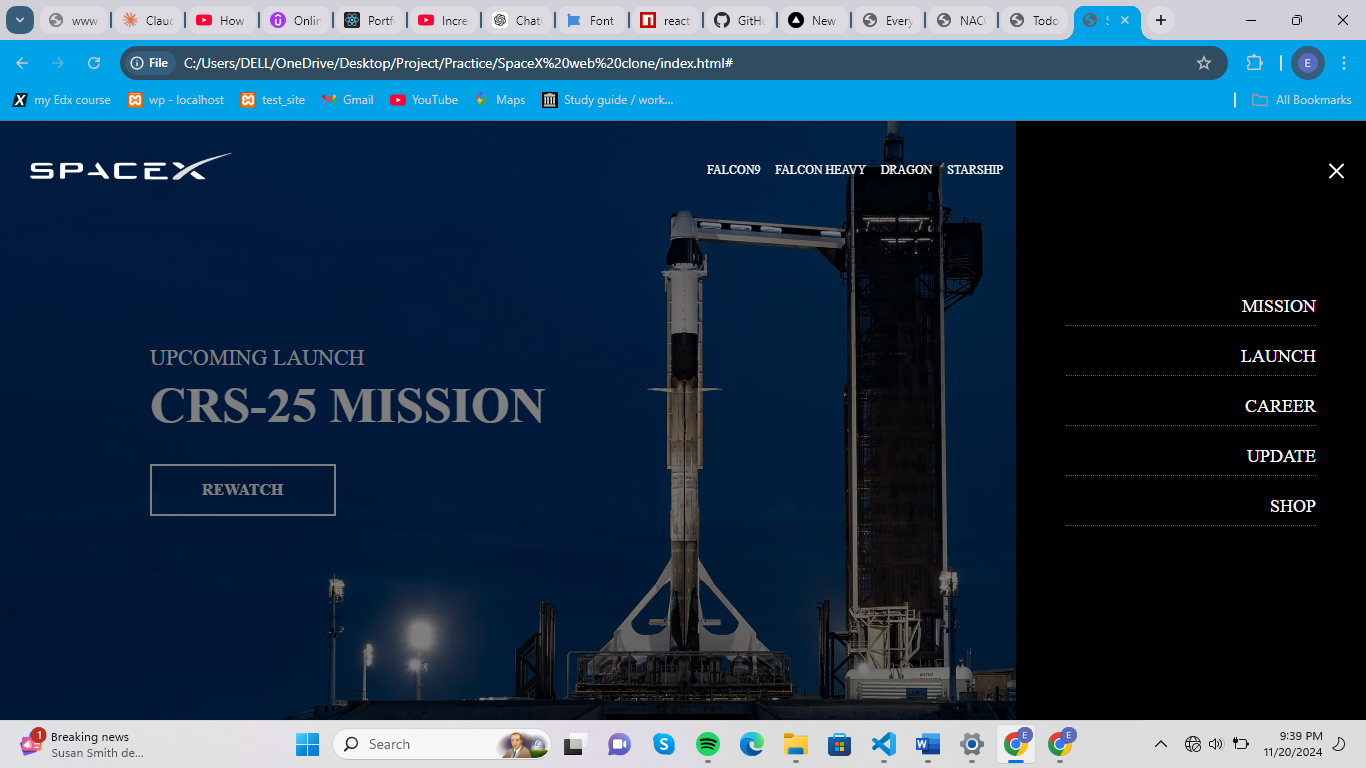 www
Clauc
How
Onlin
Portf
Incre
Chat
Font
react
GitHu
New
Every
NAC
Todo
S
File
C:/Users/DELL/OneDrive/Desktop/Project/Practice/SpaceX%20web%20clone/index.html#
E
my Edx course
wp - localhost
test_site
Gmail
YouTube
Maps
Study guide / work...
All Bookmarks
SPACEX
FALCON9 FALCON HEAVY DRAGON STARSHIP
MISSION
LAUNCH
CAREER
UPDATE
SHOP
UPCOMING LAUNCH
CRS-25 MISSION
REWATCH
1
Breaking news
Susan Smith de...
Search
E
E
9:39 PM
11/20/2024